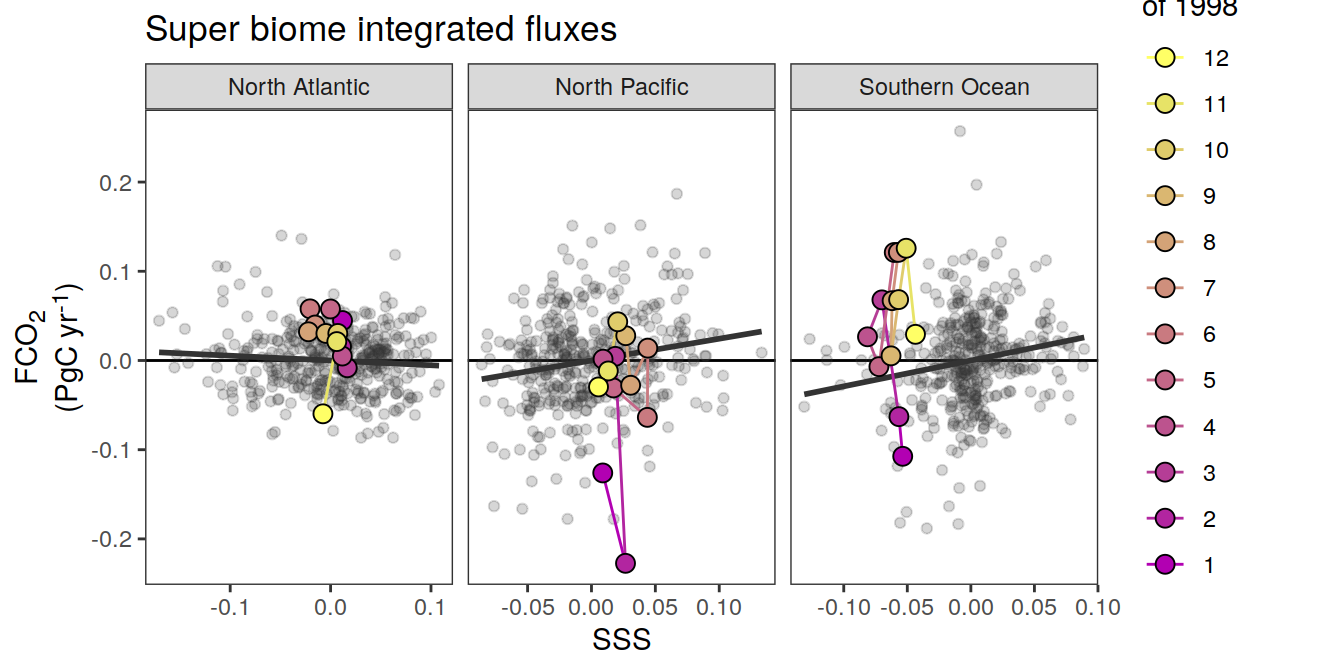 Super biome integrated fluxes
of 1998
North Atlantic
North Pacific
Southern Ocean
FCO₂
(PgC yr⁻¹)
0.2
0.1
0.0
-0.1
-0.2
-0.1 0.0 0.1
-0.05 0.00 0.05 0.10
-0.10 -0.05 0.00 0.05 0.10
SSS
12
11
10
9
8
7
6
5
4
3
2
1